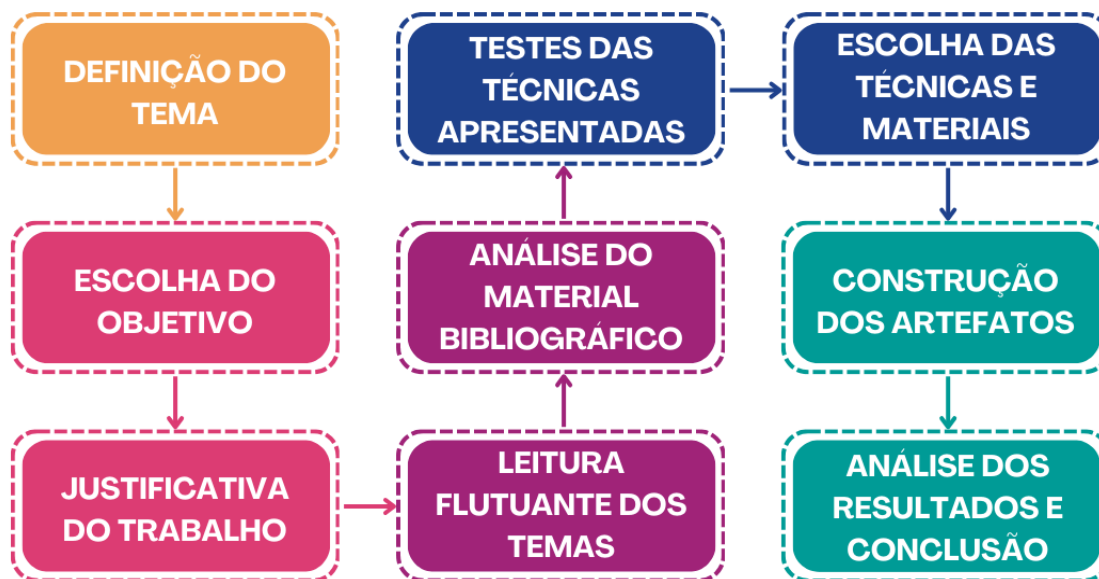 DEFINIÇÃO DO
TEMA
ESCOLHA DO
OBJETIVO
JUSTIFICATIVA
DO TRABALHO
LEITURA
FLUTUANTE DOS
TEMAS
ANÁLISE DO
MATERIAL
BIBLIOGRÁFICO
TESTES DAS
TÉCNICAS
APRESENTADAS
ESCOLHA DAS
TÉCNICAS E
MATERIAIS
CONSTRUÇÃO
DOS ARTEFATOS
ANÁLISE DOS
RESULTADOS E
CONCLUSÃO